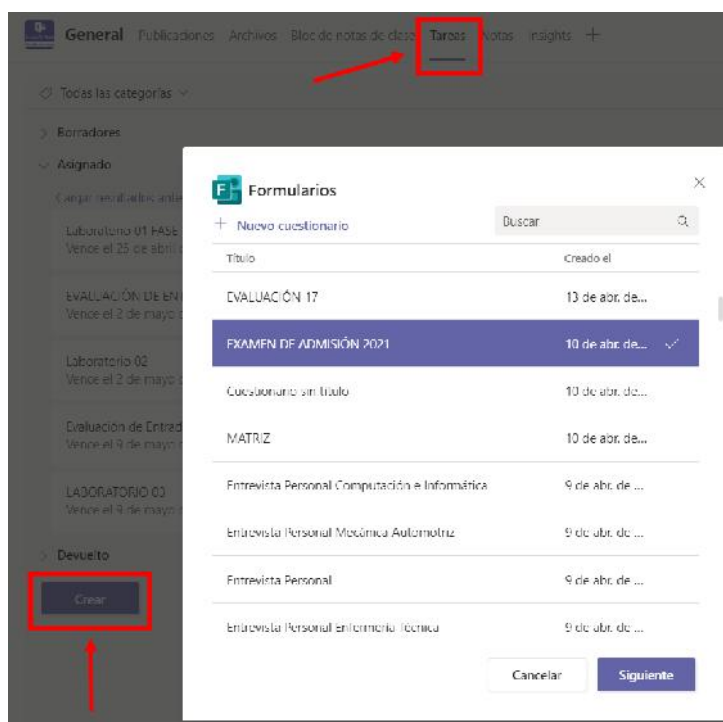 General Publicaciones Archivos Bloc de notas de clase Tareas Notas Insights +
Todas las categorías
Borradores
Asignado
Cargar resultados ante
Laboratorio 01 FASE
Vence el 25 de abril
EVALUACIÓN DE ENT
Vence el 2 de mayo
Laboratorio 02
Vence el 2 de mayo
Evaluación de Entrad
Vence el 9 de mayo
LABORATORIO 03
Vence el 9 de mayo
Devuelto
Crear
Formularios
+ Nuevo cuestionario
Buscar
Título Creado el
EVALUACIÓN 17 13 de abr. de...
EXAMEN DE ADMISIÓN 2021 10 de abr. de...
Cuestionario sin título 10 de abr. de...
MATRIZ 10 de abr. de...
Entrevista Personal Computación e Informática 9 de abr. de ...
Entrevista Personal Mecánica Automotriz 9 de abr. de ...
Entrevista Personal 9 de abr. de ...
Entrevista Personal Enfermería Técnica 9 de abr. de ...
Cancelar Siguiente